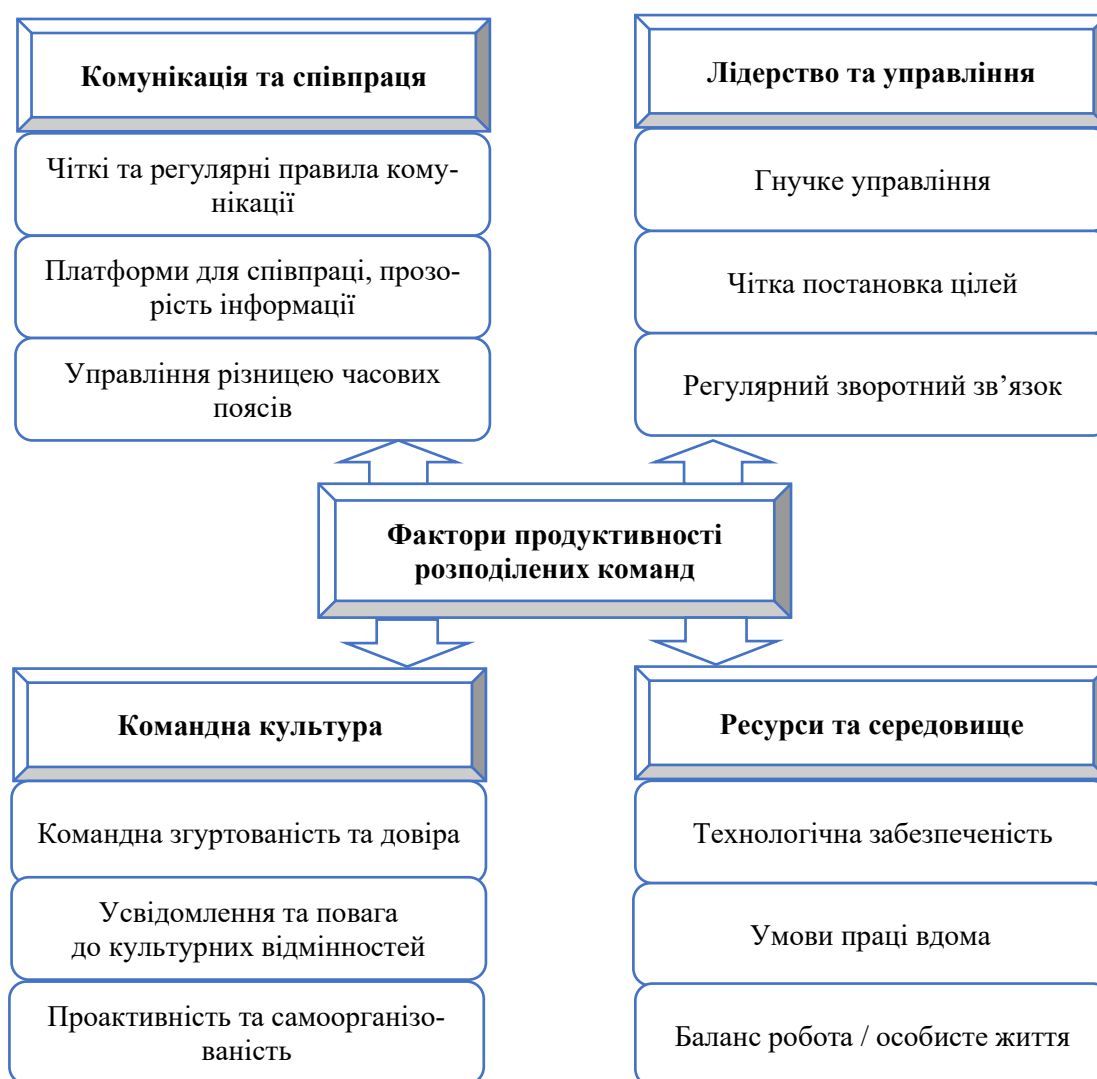 Комунікація та співпраця
Чіткі та регулярні правила кому-
нікації
Платформи для співпраці, прозо-
рість інформації
Управління різницею часових
поясів
Лідерство та управління
Гнучке управління
Чітка постановка цілей
Регулярний зворотний зв’язок
Фактори продуктивності
розподілених команд
Командна культура
Командна згуртованість та довіра
Усвідомлення та повага
до культурних відмінностей
Проактивність та самоорганізо-
ваність
Ресурси та середовище
Технологічна забезпеченість
Умови праці вдома
Баланс робота / особисте життя